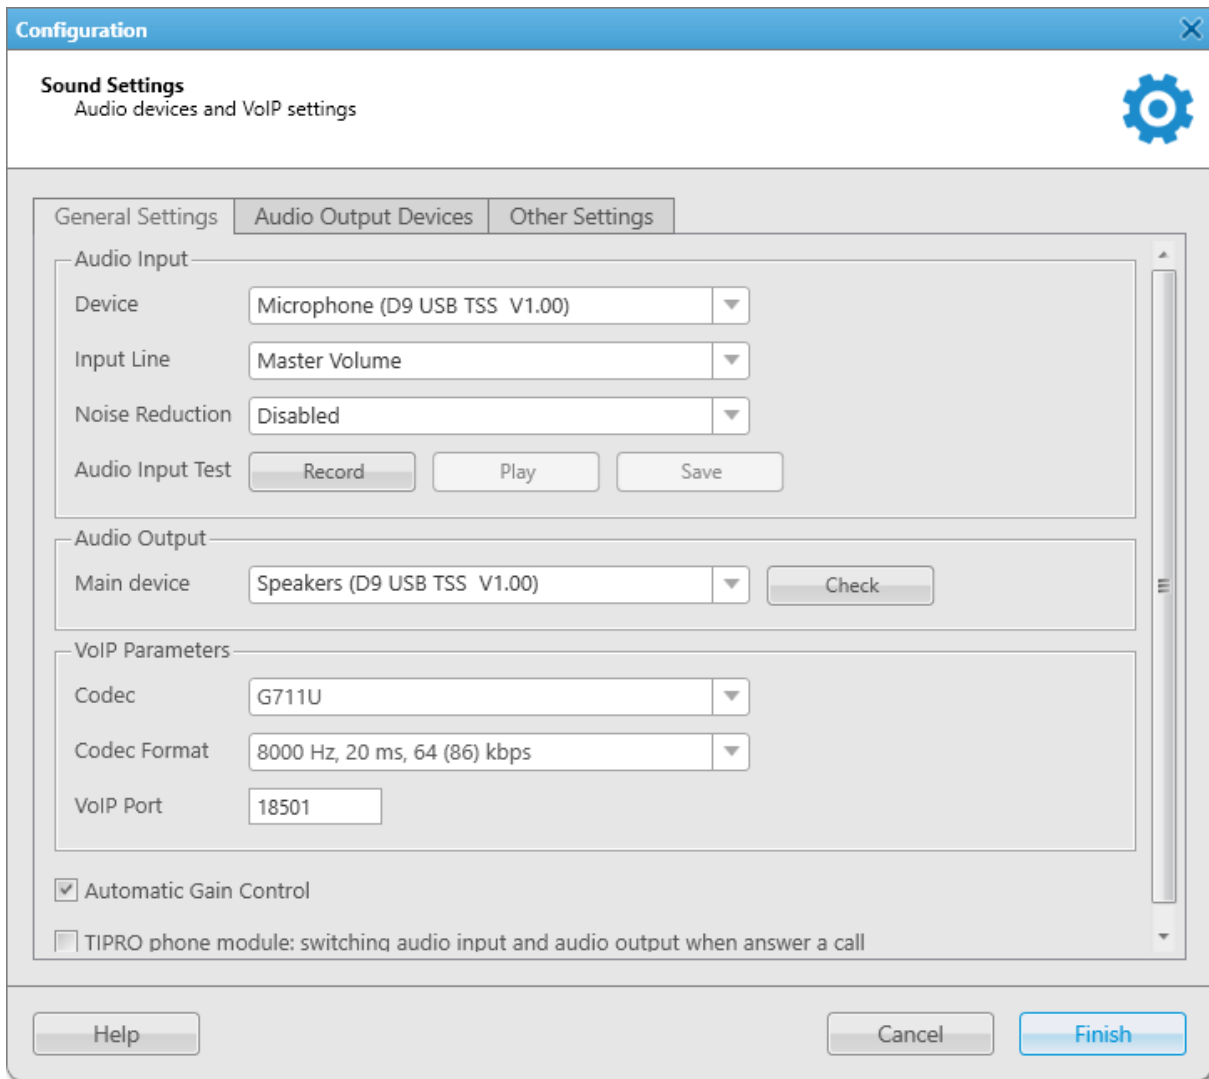 Configuration
Sound Settings
Audio devices and VoIP settings
General Settings Audio Output Devices Other Settings
Audio Input
Device Microphone (D9 USB TSS  V1.00)
Input Line Master Volume
Noise Reduction Disabled
Audio Input Test Record Play Save
Audio Output
Main device Speakers (D9 USB TSS  V1.00) Check
VoIP Parameters
Codec G711U
Codec Format 8000 Hz, 20 ms, 64 (86) kbps
VoIP Port 18501
Automatic Gain Control
TIPRO phone module: switching audio input and audio output when answer a call
Help Cancel Finish